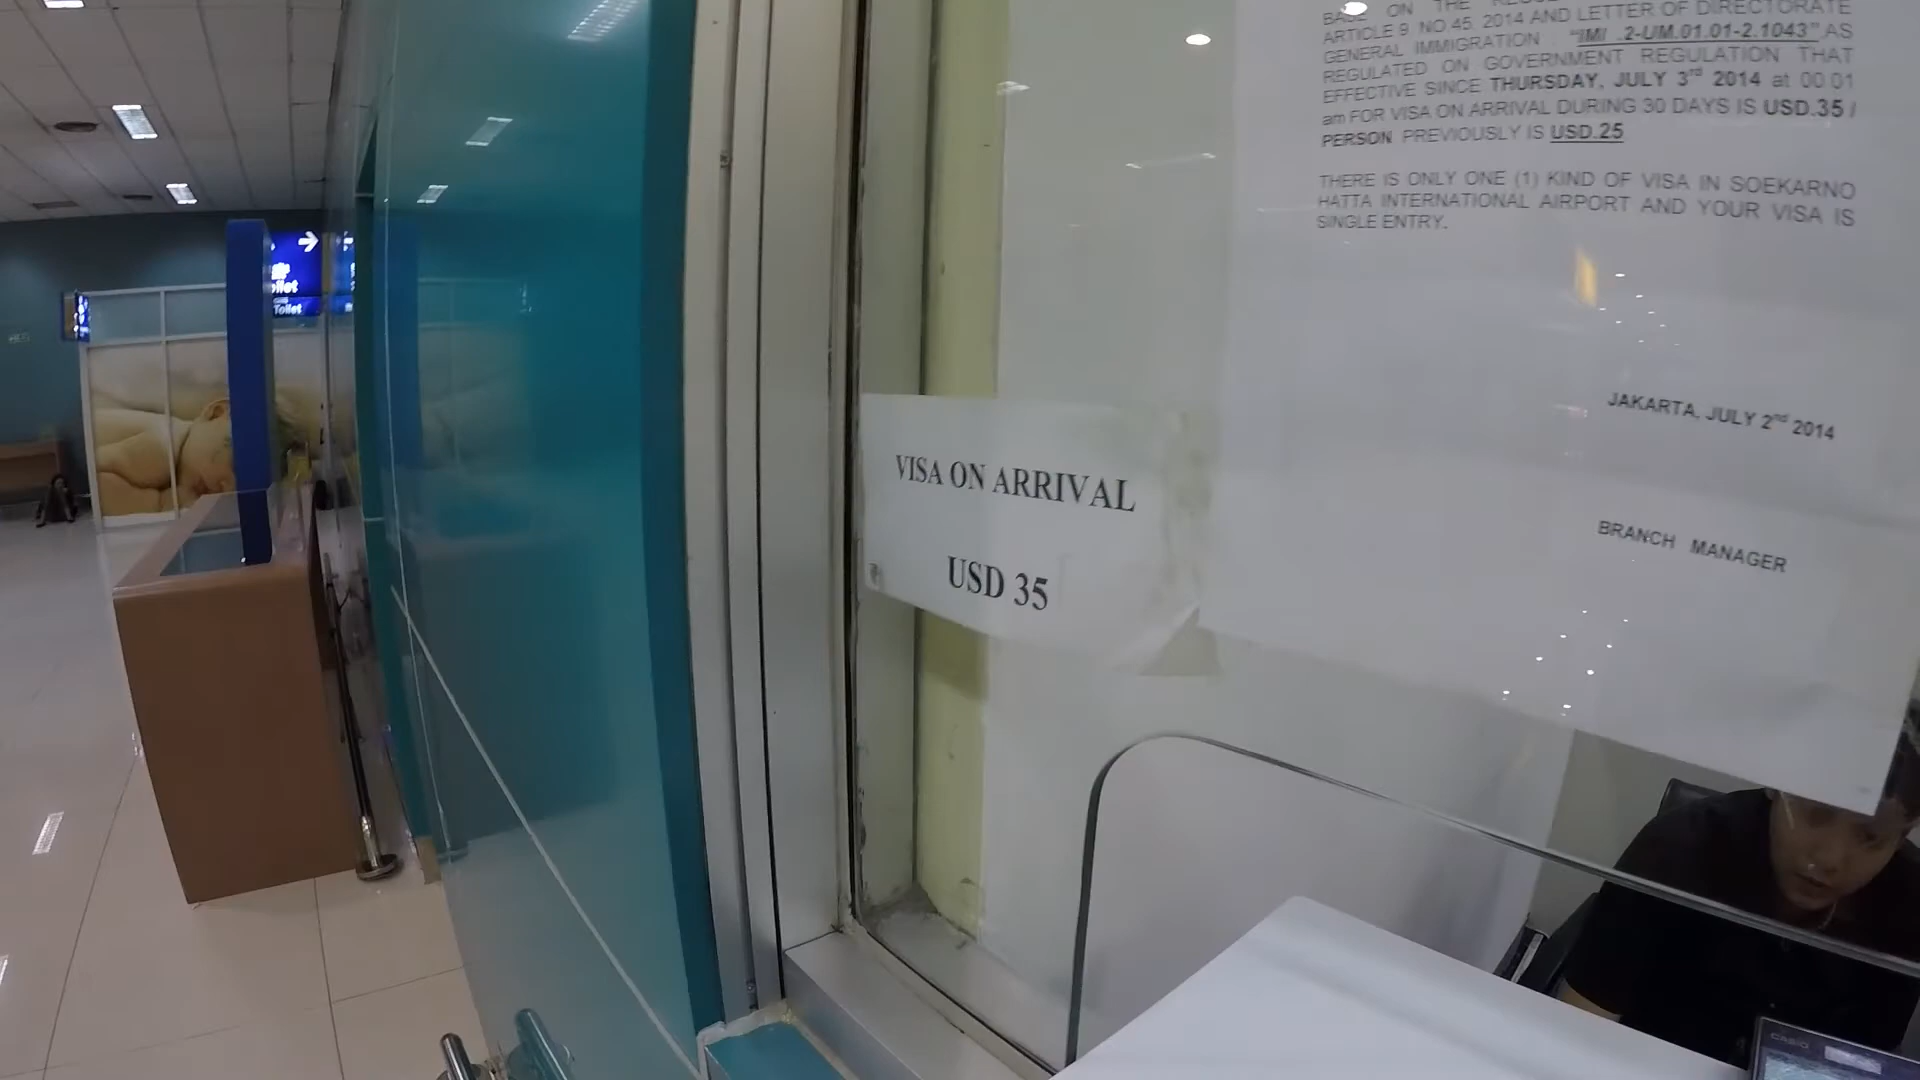 BASE ON THE
ARTICLE 9 NO.45. 2014 AND LETTER OF DIRECTORATE
GENERAL IMMIGRATION "IMI .2-UM.01.01-2.1043" AS
REGULATED ON GOVERNMENT REGULATION THAT
EFFECTIVE SINCE THURSDAY, JULY 3rd 2014 at 00.01
am FOR VISA ON ARRIVAL DURING 30 DAYS IS USD.35 /
PERSON PREVIOUSLY IS USD.25
THERE IS ONLY ONE (1) KIND OF VISA IN SOEKARNO
HATTA INTERNATIONAL AIRPORT AND YOUR VISA IS
SINGLE ENTRY.
JAKARTA, JULY 2nd 2014
BRANCH MANAGER
VISA ON ARRIVAL
USD 35
Toilet
CASIO